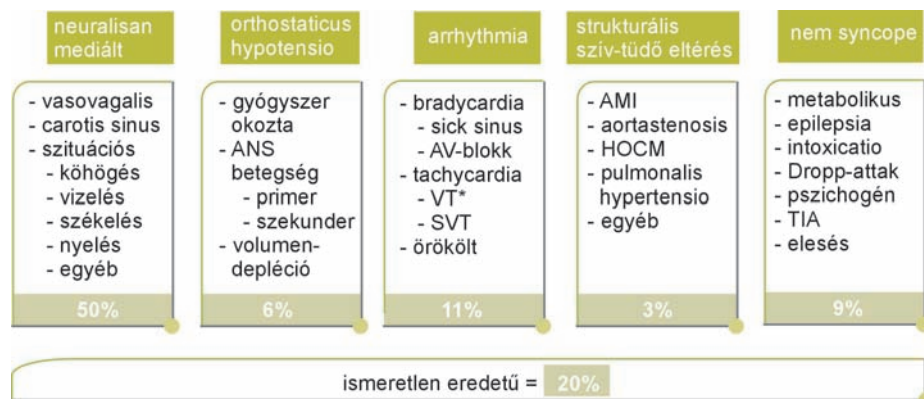 neuralisan
mediált
- vasovagalis
- carotis sinus
- szituációs
- köhögés
- vizelés
- székelés
- nyelés
- egyéb
50%
orthostaticus
hypotensio
- gyógyszer
okozta
- ANS
betegség
- primer
- szekunder
- volumen-
depléció
6%
arrhythmia
- bradycardia
- sick sinus
- AV-blokk
- tachycardia
- VT*
- SVT
- örökölt
11%
strukturális
szív-tüdő eltérés
- AMI
- aortastenosis
- HOCM
- pulmonalis
hypertensio
- egyéb
3%
nem syncope
- metabolikus
- epilepsia
- intoxicatio
- Dropp-attak
- pszichogén
- TIA
- elesés
9%
ismeretlen eredetű = 20%